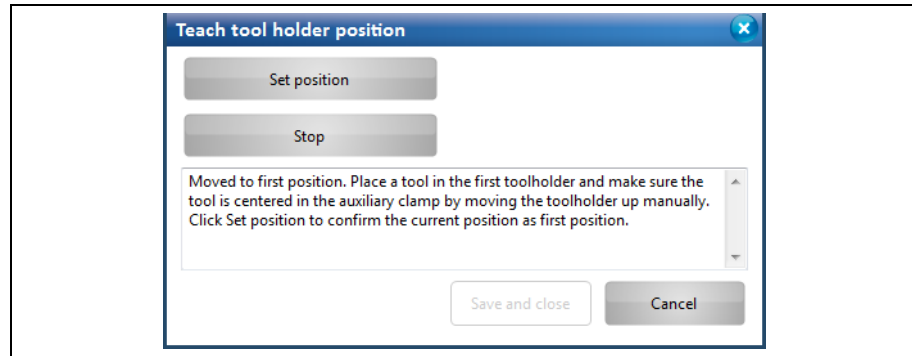 Teach tool holder position
Set position
Stop
Moved to first position. Place a tool in the first toolholder and make sure the
tool is centered in the auxiliary clamp by moving the toolholder up manually.
Click Set position to confirm the current position as first position.
Save and close
Cancel